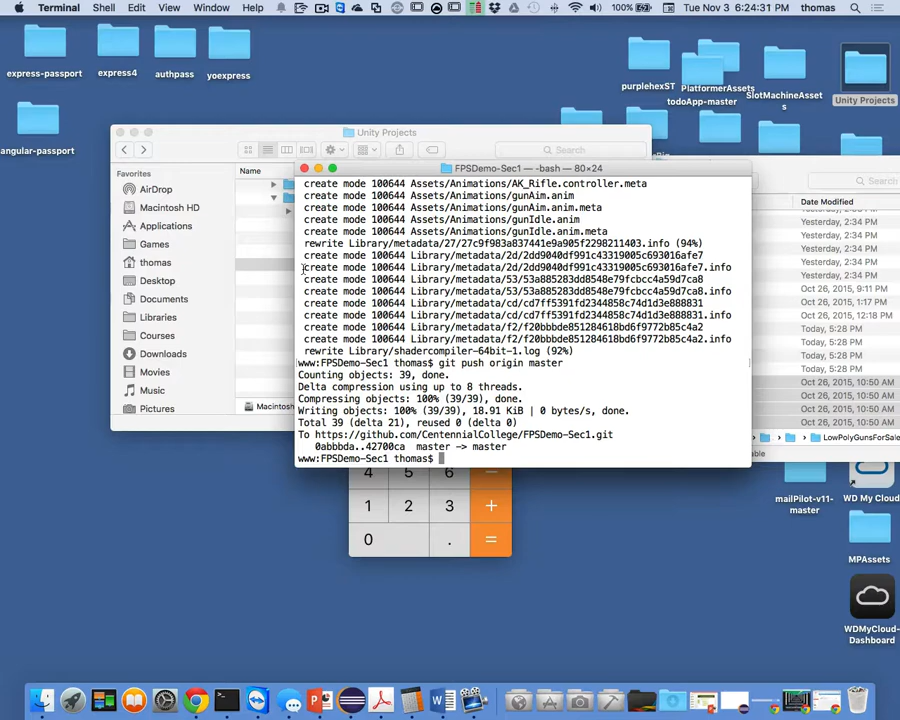 Terminal Shell Edit View Window Help 100% Tue Nov 3 6:24:31 PM thomas
express-passport
express4
authpass
yoexpress
angular-passport
purplehexST
PlatformerAssets
todoApp-master
SlotMachineAsset
s
Unity Projects
Unity Projects
Search
Favorites
AirDrop
Macintosh HD
Applications
Games
thomas
Desktop
Documents
Libraries
Courses
Downloads
Movies
Music
Pictures
Name
Macintosh
FPSDemo-Sec1 — -bash — 80×24
create mode 100644 Assets/Animations/AK_Rifle.controller.meta
create mode 100644 Assets/Animations/gunAim.anim
create mode 100644 Assets/Animations/gunAim.anim.meta
create mode 100644 Assets/Animations/gunIdle.anim
create mode 100644 Assets/Animations/gunIdle.anim.meta
rewrite Library/metadata/27/27c9f983a837441e9a905f2298211403.info (94%)
create mode 100644 Library/metadata/2d/2dd9040df991c43319005c693016afe7
create mode 100644 Library/metadata/2d/2dd9040df991c43319005c693016afe7.info
create mode 100644 Library/metadata/53/53a885283dd8548e79fcbcc4a59d7ca8
create mode 100644 Library/metadata/53/53a885283dd8548e79fcbcc4a59d7ca8.info
create mode 100644 Library/metadata/cd/cd7ff5391fd2344858c74d1d3e888831
create mode 100644 Library/metadata/cd/cd7ff5391fd2344858c74d1d3e888831.info
create mode 100644 Library/metadata/f2/f20bbbde851284618bd6f9772b85c4a2
create mode 100644 Library/metadata/f2/f20bbbde851284618bd6f9772b85c4a2.info
rewrite Library/shadercompiler-64bit-1.log (92%)
www:FPSDemo-Sec1 thomas$ git push origin master
Counting objects: 39, done.
Delta compression using up to 8 threads.
Compressing objects: 100% (39/39), done.
Writing objects: 100% (39/39), 18.91 KiB | 0 bytes/s, done.
Total 39 (delta 21), reused 0 (delta 0)
To https://github.com/CentennialCollege/FPSDemo-Sec1.git
0abbbda..42700ca master -> master
www:FPSDemo-Sec1 thomas$
Search
Date Modified
Yesterday, 2:34 PM
Yesterday, 2:34 PM
Yesterday, 2:34 PM
Yesterday, 2:34 PM
Yesterday, 2:34 PM
Oct 26, 2015, 9:11 PM
Oct 26, 2015, 1:17 PM
Oct 26, 2015, 12:18 PM
Today, 5:28 PM
Today, 5:28 PM
Today, 5:28 PM
Today, 5:28 PM
Oct 26, 2015, 10:50 AM
Oct 26, 2015, 10:50 AM
Oct 26, 2015, 10:50 AM
Oct 26, 2015, 10:50 AM
LowPolyGunsForSale
4 5 6 −
1 2 3 +
0 . =
mailPilot-v11-
master
WD My Cloud
MPAssets
WDMyCloud-
Dashboard